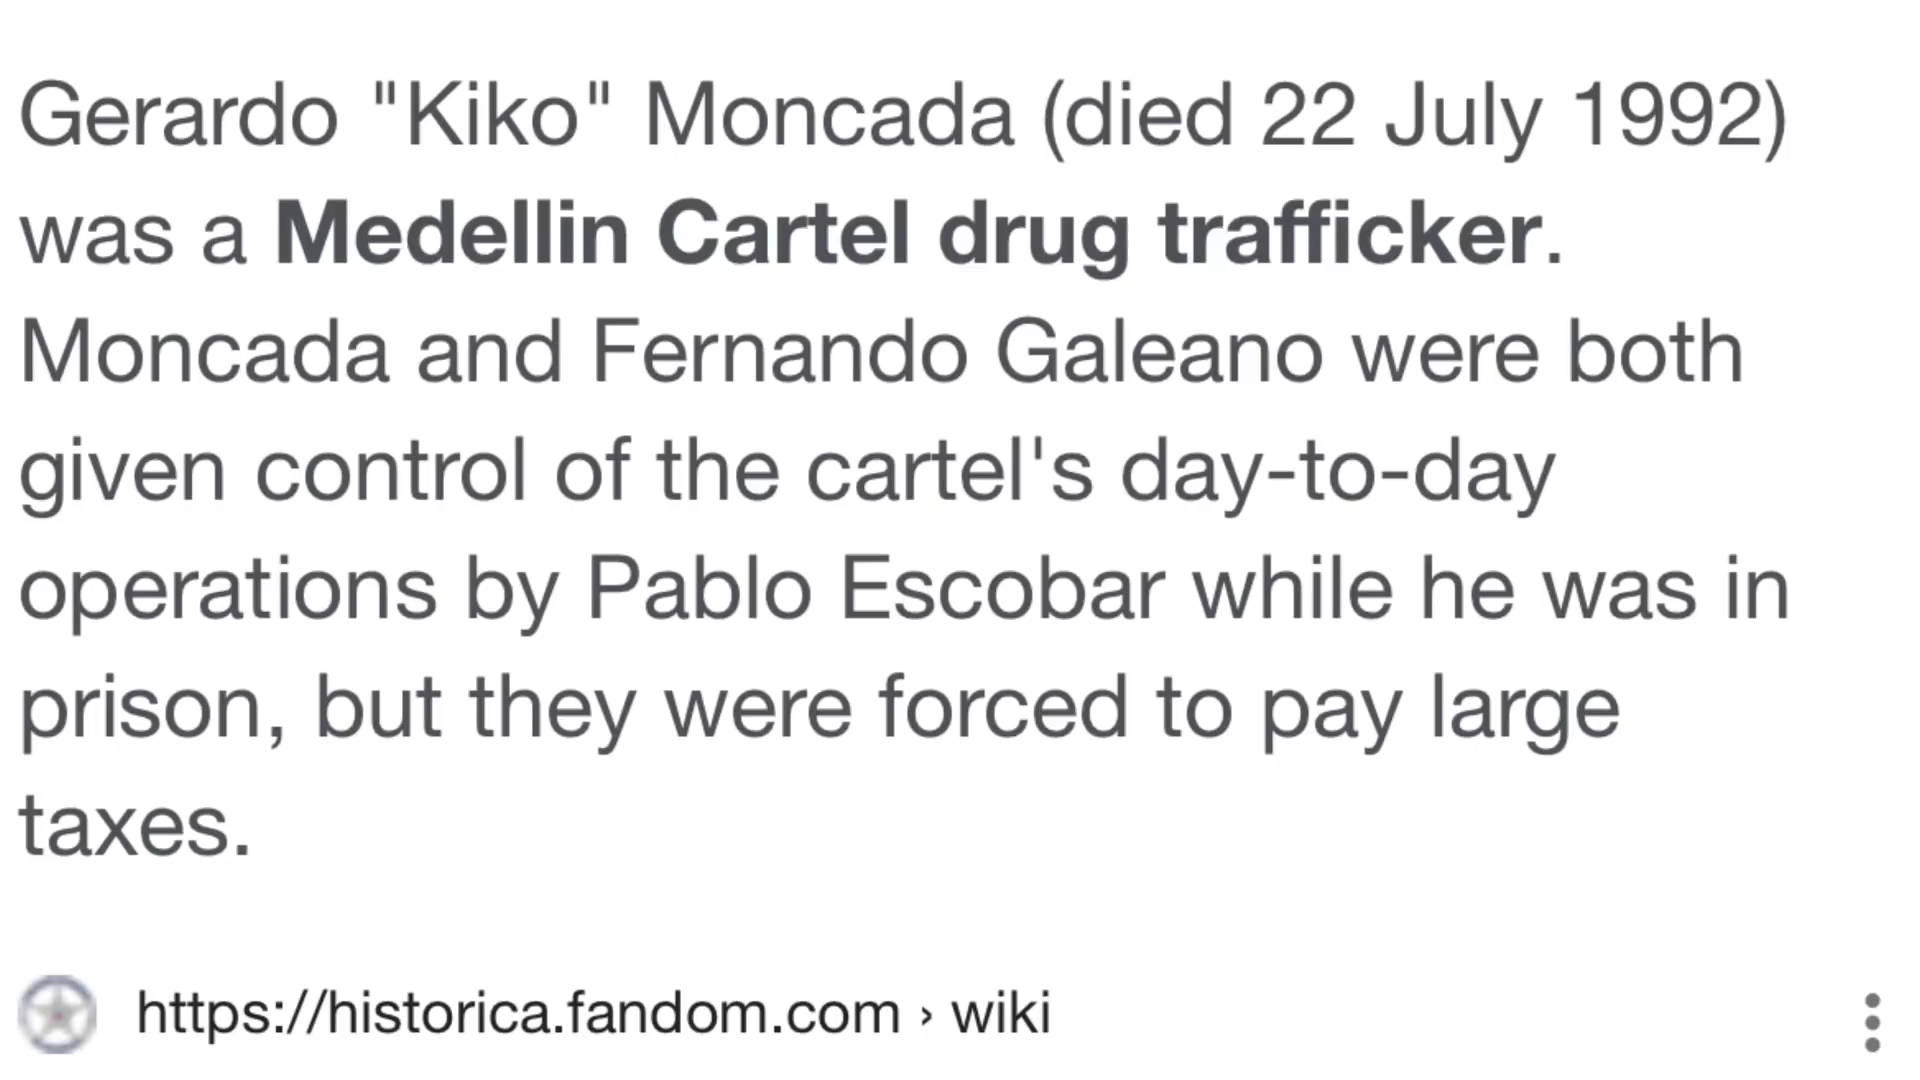 Gerardo "Kiko" Moncada (died 22 July 1992)
was a Medellin Cartel drug trafficker.
Moncada and Fernando Galeano were both
given control of the cartel's day-to-day
operations by Pablo Escobar while he was in
prison, but they were forced to pay large
taxes.
https://historica.fandom.com › wiki